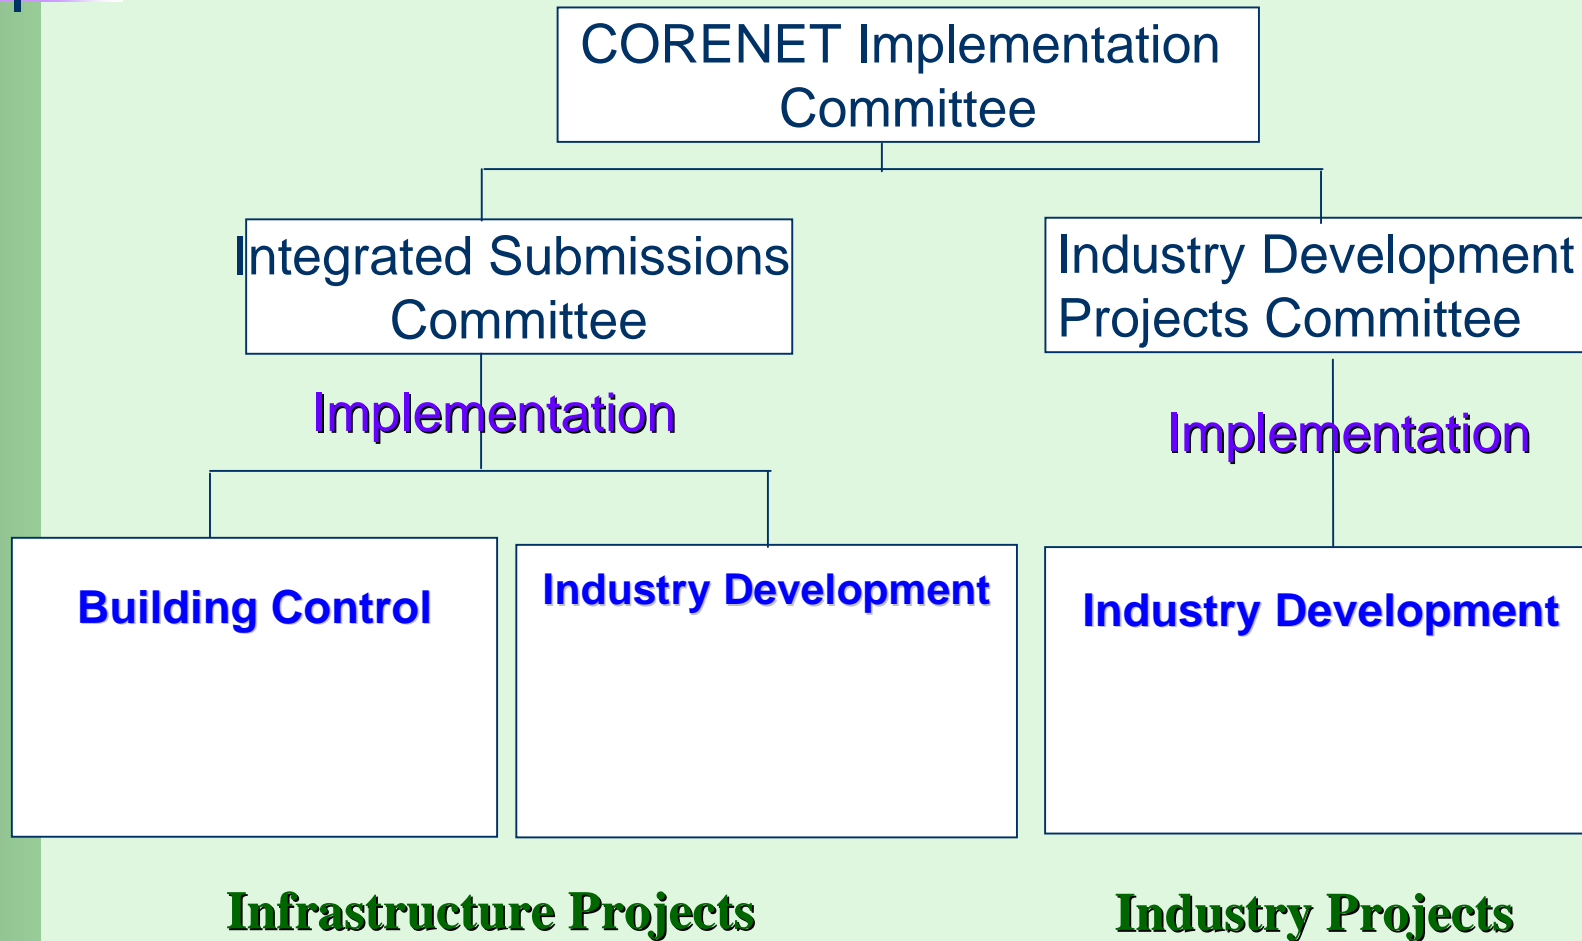 CORENET Implementation
Committee
Integrated Submissions
Committee
Industry Development
Projects Committee
Implementation
Implementation
Building Control
Industry Development
Industry Development
Infrastructure Projects
Industry Projects